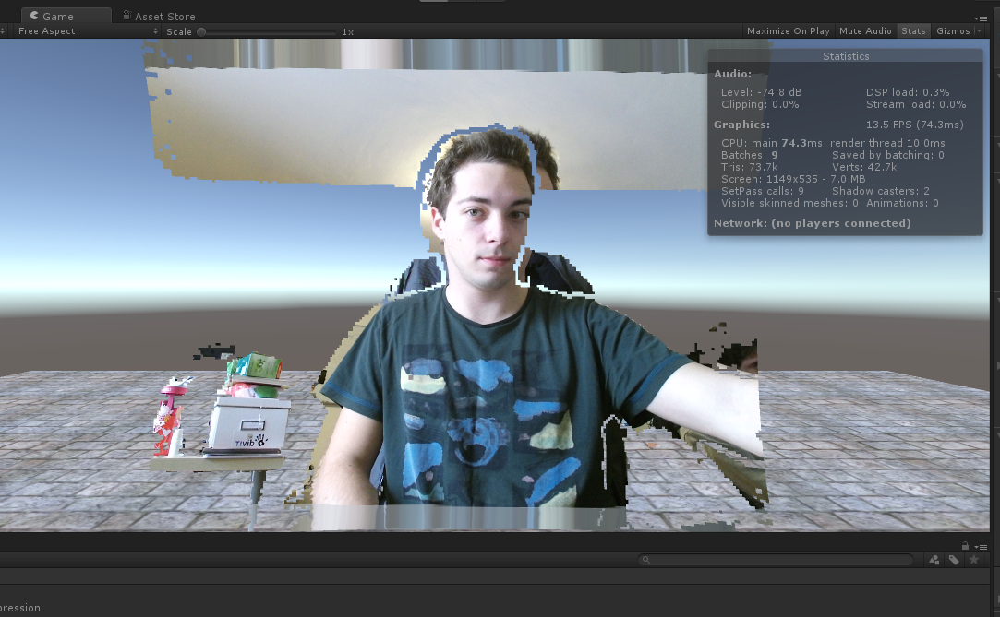 Game
Asset Store
Free Aspect
Scale
1x
Maximize On Play
Mute Audio
Stats
Gizmos
Statistics
Audio:
Level: -74.8 dB DSP load: 0.3%
Clipping: 0.0% Stream load: 0.0%
Graphics: 13.5 FPS (74.3ms)
CPU: main 74.3ms render thread 10.0ms
Batches: 9 Saved by batching: 0
Tris: 73.7k Verts: 42.7k
Screen: 1149x535 - 7.0 MB
SetPass calls: 9 Shadow casters: 2
Visible skinned meshes: 0 Animations: 0
Network: (no players connected)
Tivib
pression